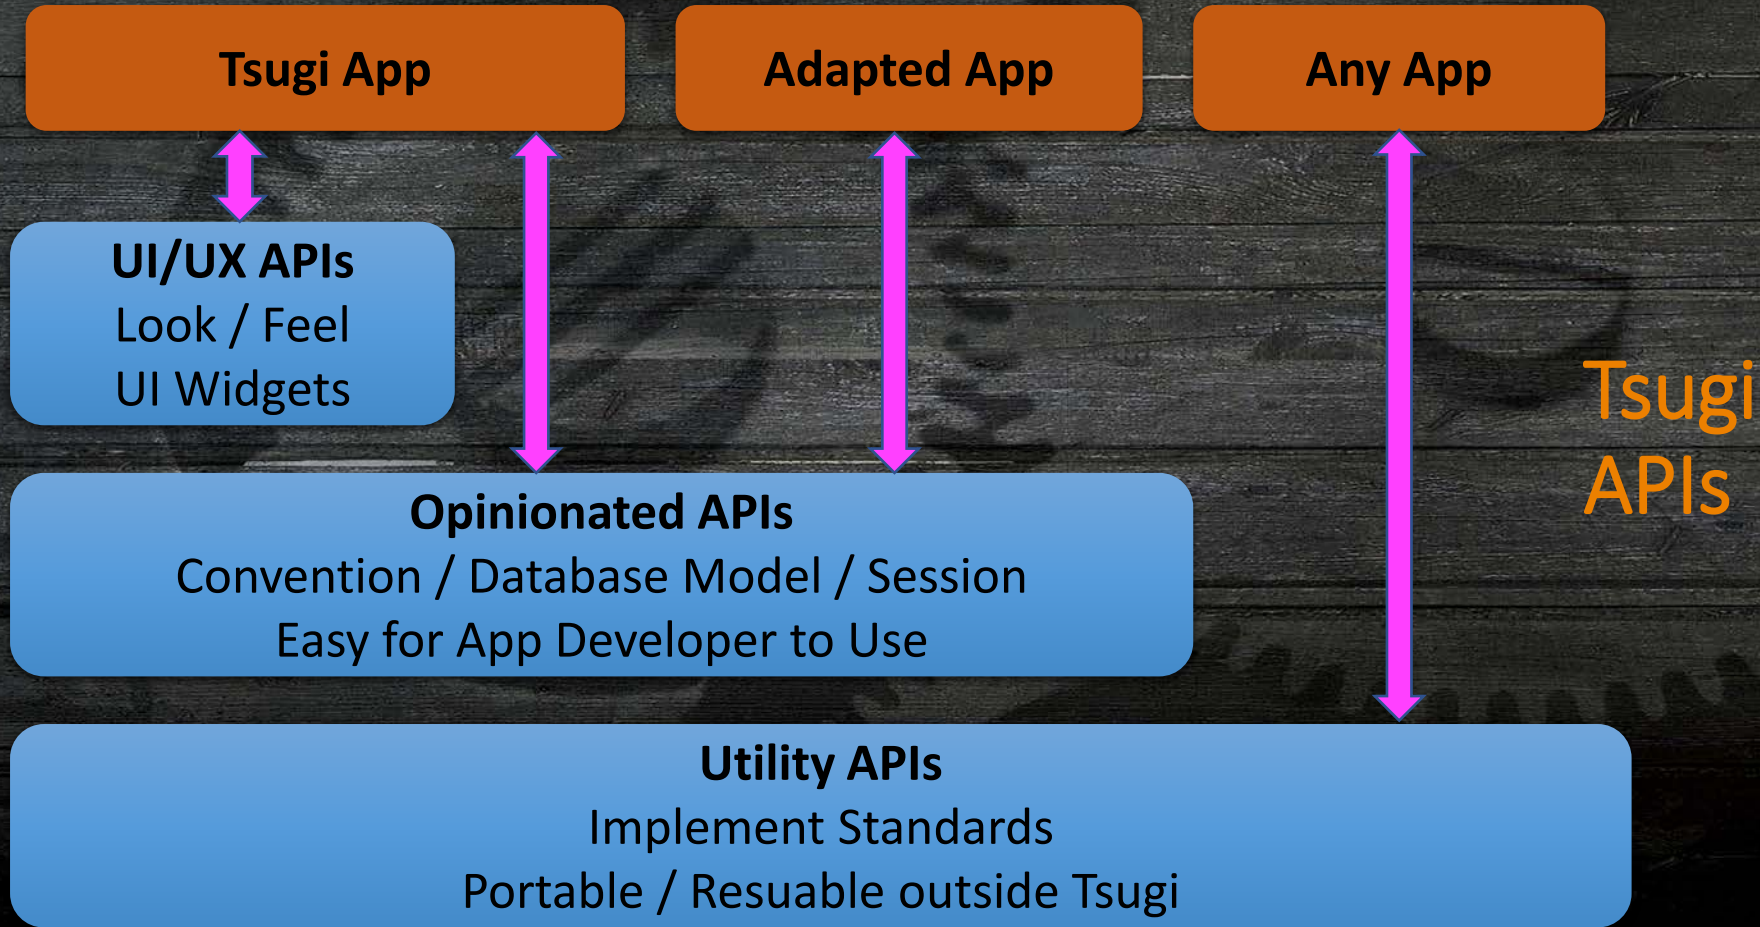 Tsugi App
Adapted App
Any App
UI/UX APIs
Look / Feel
UI Widgets
Tsugi
APIs
Opinionated APIs
Convention / Database Model / Session
Easy for App Developer to Use
Utility APIs
Implement Standards
Portable / Resuable outside Tsugi